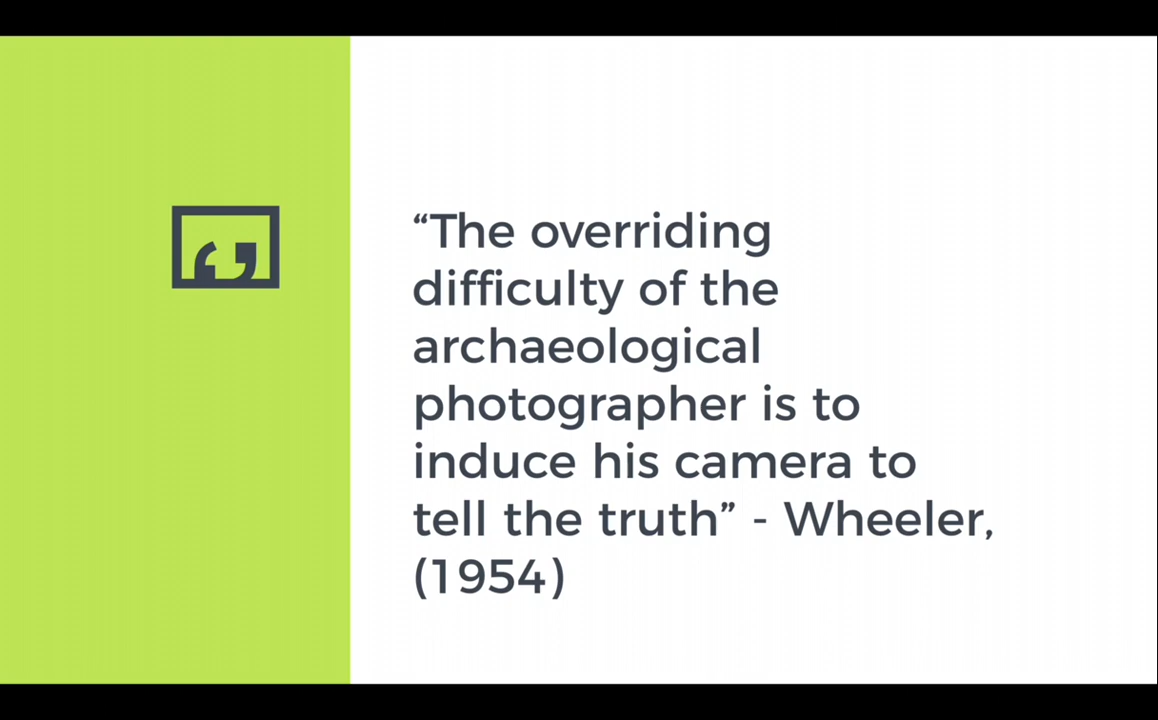 “The overriding
difficulty of the
archaeological
photographer is to
induce his camera to
tell the truth” - Wheeler,
(1954)